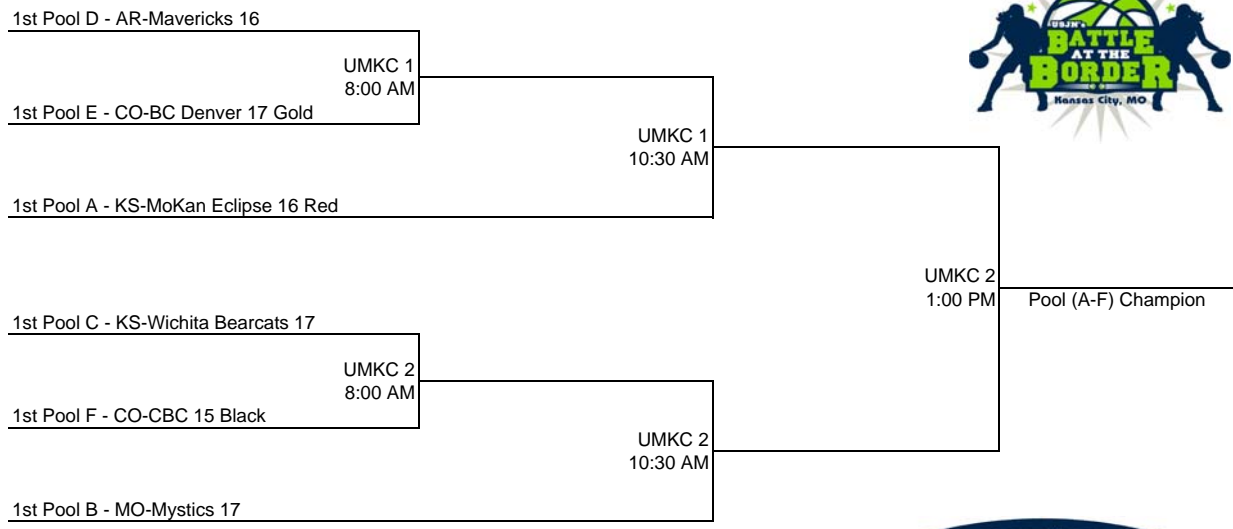 1st Pool D - AR-Mavericks 16
USJN's
BATTLE
AT THE
BORDER
Kansas City, MO
UMKC 1
8:00 AM
1st Pool E - CO-BC Denver 17 Gold
UMKC 1
10:30 AM
1st Pool A - KS-MoKan Eclipse 16 Red
UMKC 2
1:00 PM
Pool (A-F) Champion
1st Pool C - KS-Wichita Bearcats 17
UMKC 2
8:00 AM
1st Pool F - CO-CBC 15 Black
UMKC 2
10:30 AM
1st Pool B - MO-Mystics 17